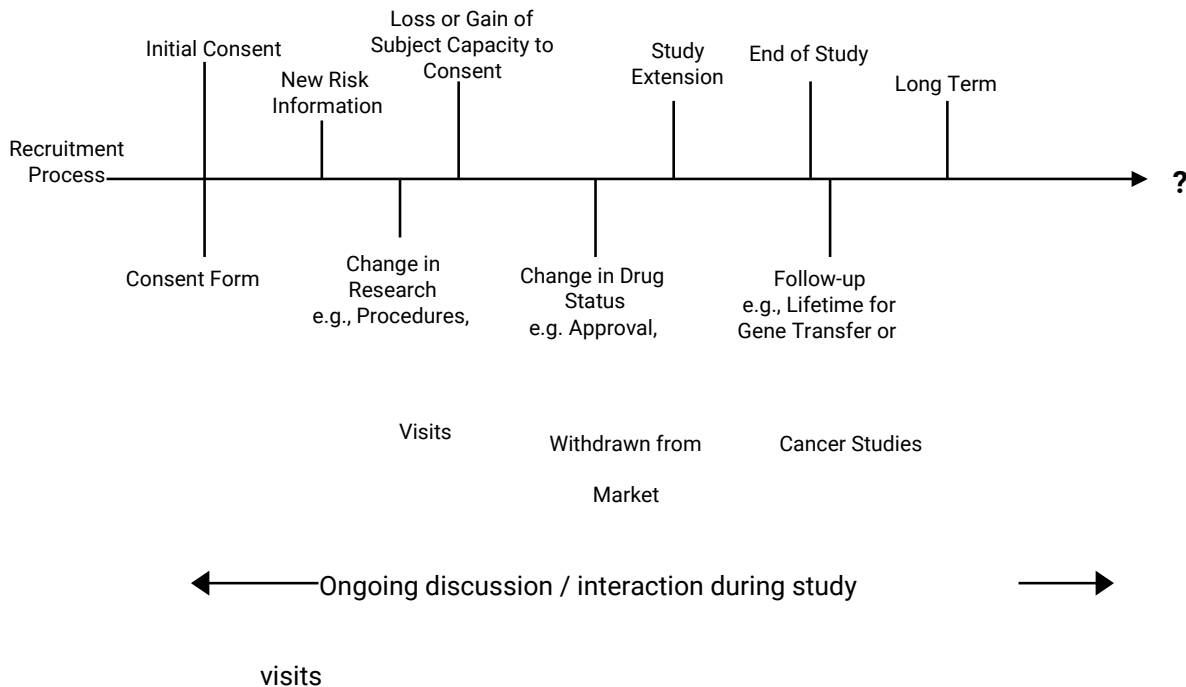 Initial Consent
New Risk
Information
Loss or Gain of
Subject Capacity to
Consent
Study
Extension
End of Study
Long Term
Recruitment
Process
?
Consent Form
Change in
Research
e.g., Procedures,
Visits
Change in Drug
Status
e.g. Approval,
Withdrawn from
Market
Follow-up
e.g., Lifetime for
Gene Transfer or
Cancer Studies
Ongoing discussion / interaction during study
visits